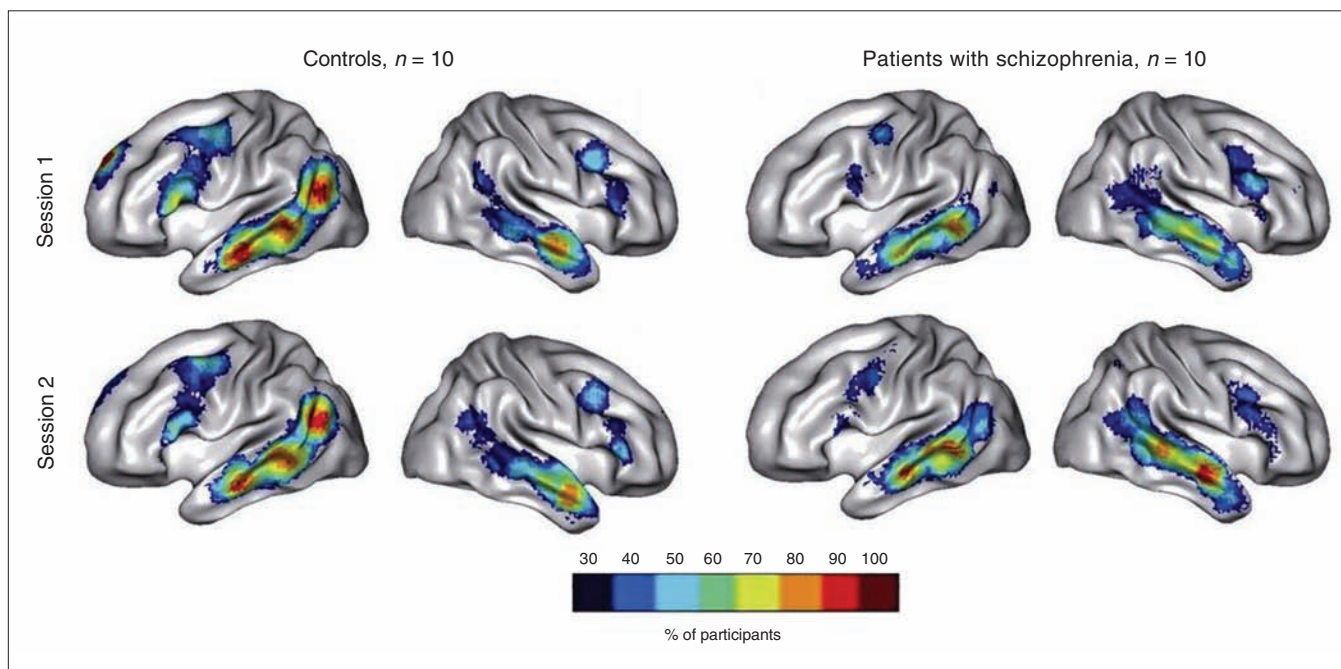 Controls, n = 10
Patients with schizophrenia, n = 10
Session 1
Session 2
30 40 50 60 70 80 90 100
% of participants